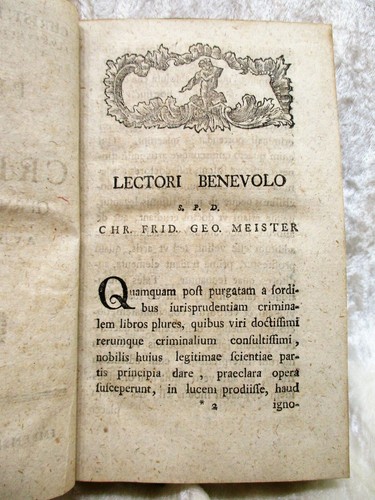 LECTORI BENEVOLO
S. P. D.
CHR. FRID. GEO. MEISTER
Quamquam post purgatam a ſordi-
bus iurisprudentiam crimina-
lem libros plures, quibus viri doctiſſimi
rerumque criminalium conſultiſſimi,
nobilis huius legitimae ſcientiae par-
tis principia dare, praeclara opera
ſuſceperunt, in lucem prodiiſſe, haud
* 2 igno-